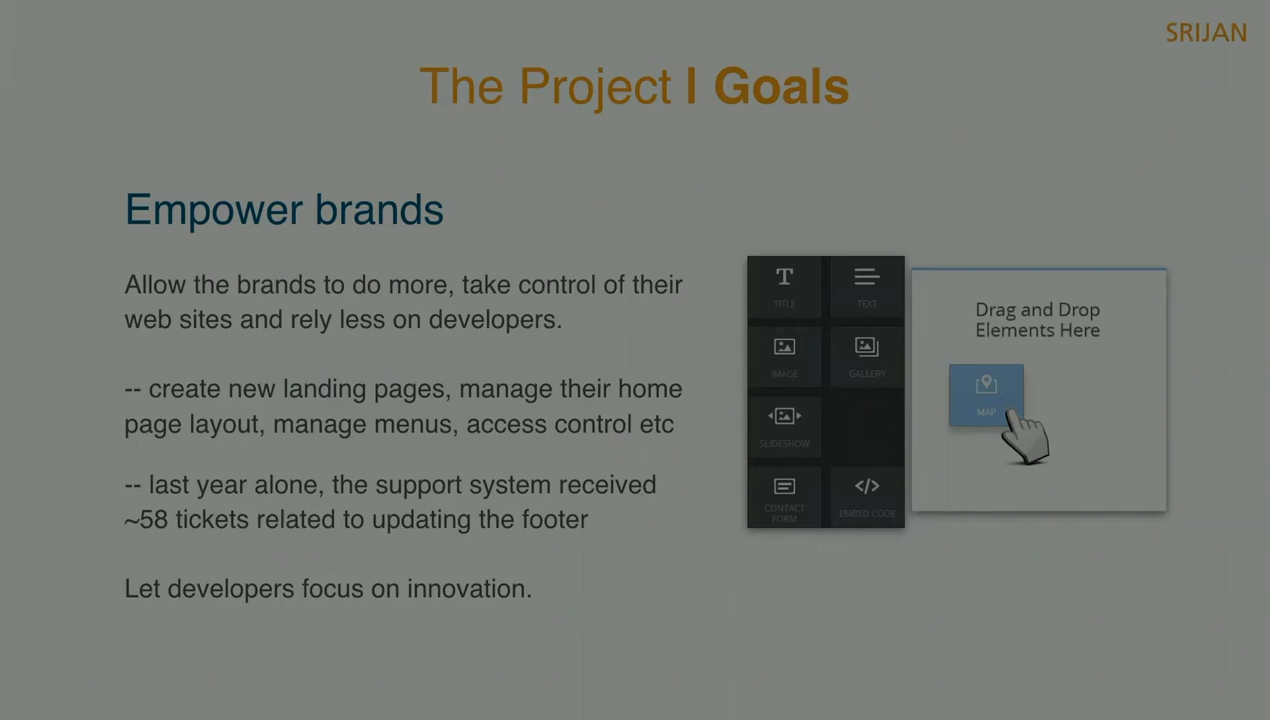 SRIJAN
The Project | Goals
Empower brands
Allow the brands to do more, take control of their
web sites and rely less on developers.
-- create new landing pages, manage their home
page layout, manage menus, access control etc
-- last year alone, the support system received
~58 tickets related to updating the footer
Let developers focus on innovation.
TITLE
TEXT
IMAGE
GALLERY
SLIDESHOW
CONTACT
FORM
EMBED CODE
Drag and Drop
Elements Here
MAP